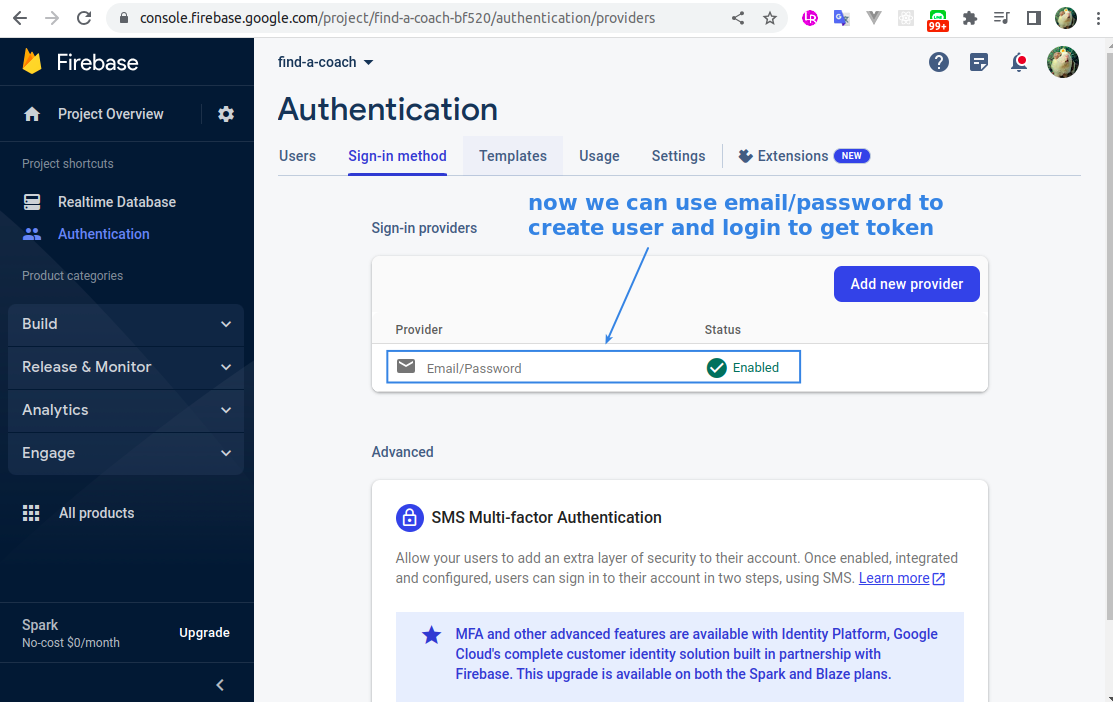 console.firebase.google.com/project/find-a-coach-bf520/authentication/providers
99+
Firebase
find-a-coach
Project Overview
Authentication
Users
Sign-in method
Templates
Usage
Settings
Extensions
NEW
Project shortcuts
Realtime Database
Authentication
Product categories
Build
Release & Monitor
Analytics
Engage
All products
Spark
No-cost $0/month
Upgrade
now we can use email/password to
create user and login to get token
Sign-in providers
Add new provider
Provider
Status
Email/Password
Enabled
Advanced
SMS Multi-factor Authentication
Allow your users to add an extra layer of security to their account. Once enabled, integrated
and configured, users can sign in to their account in two steps, using SMS. Learn more
MFA and other advanced features are available with Identity Platform, Google
Cloud's complete customer identity solution built in partnership with
Firebase. This upgrade is available on both the Spark and Blaze plans.